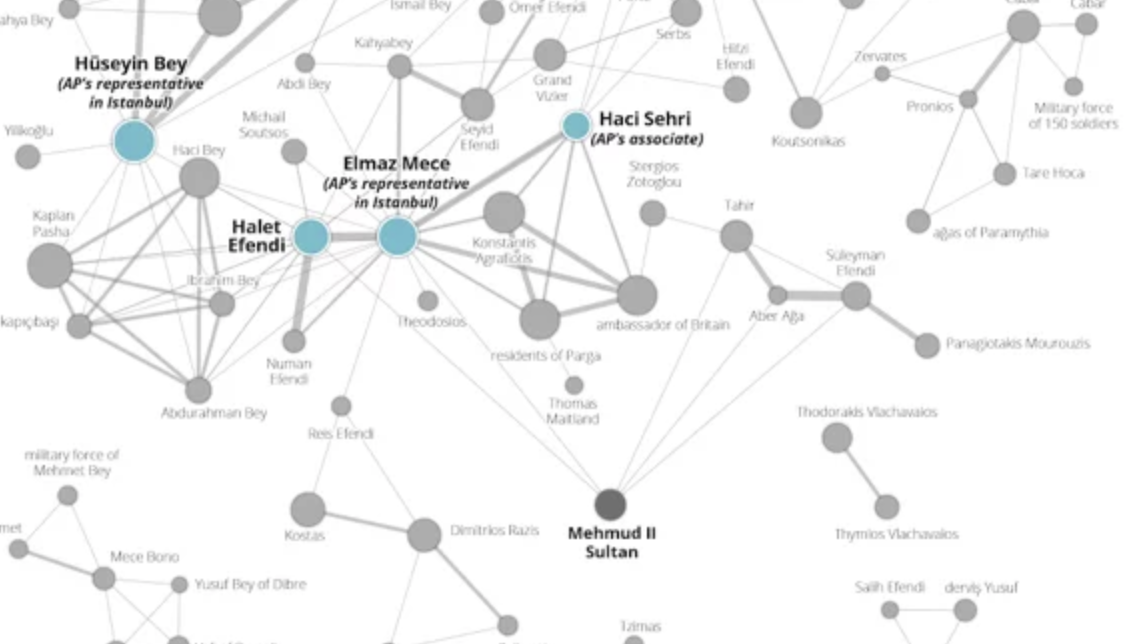 ahya Bey
Ismail Bey
Ömer Efendi
Serbs
Cabar
Hüseyin Bey
(AP's representative
in Istanbul)
Kahyabey
Abdi Bey
Grand
Vizier
Hıfzı
Efendi
Zervates
Pronios
Military force
of 150 soldiers
Koutsonikas
Yilikoğlu
Michail
Soutsos
Seyid
Efendi
Haci Sehri
(AP's associate)
Haci Bey
Elmaz Mece
(AP's representative
in Istanbul)
Stergios
Zotoglou
Tare Hoca
Kaplan
Pasha
Halet
Efendi
Konstantis
Agrafiotis
Tahir
ağas of Paramythia
Ibrahim Bey
Süleyman
Efendi
kapıçıbaşı
Theodosios
ambassador of Britain
Aber Ağa
Panagiotakis Mourouzis
Numan
Efendi
residents of Parga
Abdurahman Bey
Thomas
Maitland
Reis Efendi
Thodorakis Vlachavaios
military force of
Mehmet Bey
Kostas
Dimitrios Razis
Mehmud II
Sultan
Thymios Vlachavaios
met
Mece Bono
Yusuf Bey of Dibre
Salih Efendi
derviş Yusuf
Tzimas